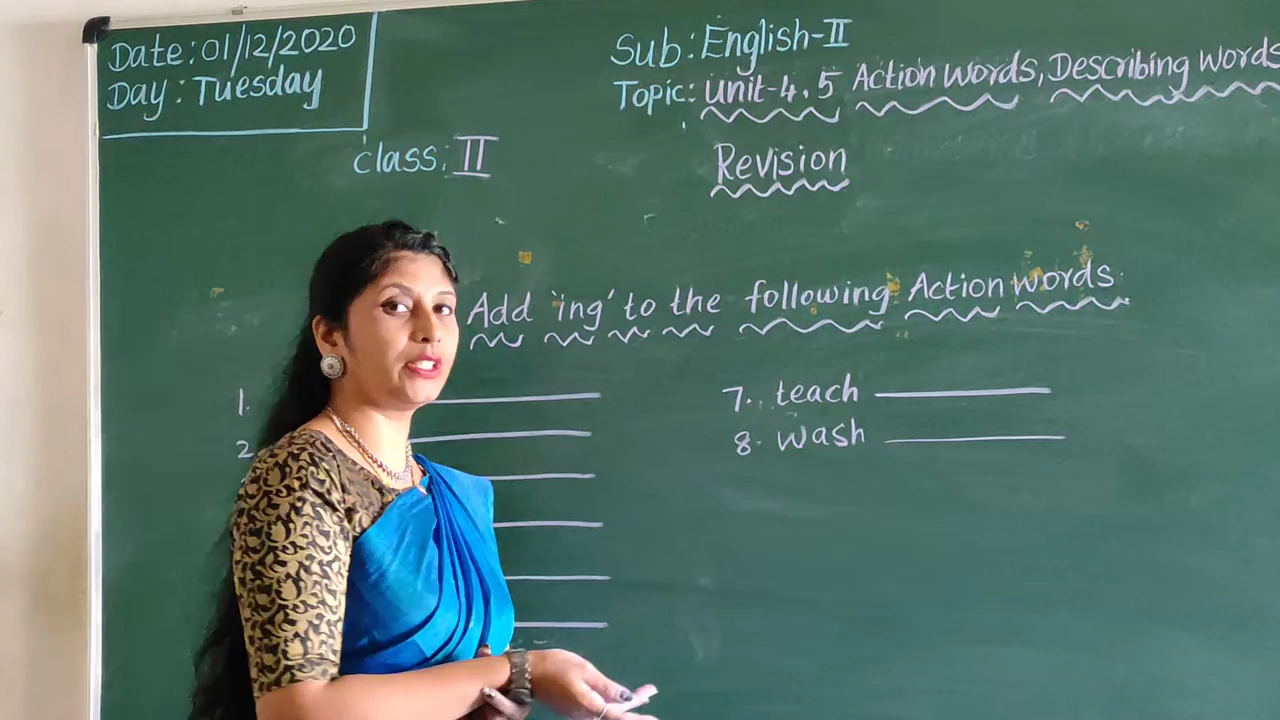 Date: 01/12/2020
Day: Tuesday
Sub: English-II
Topic: Unit-4,5 Action words, Describing words
Class: II
Revision
Add 'ing' to the following Action words.
1.
2
7. teach
8. wash